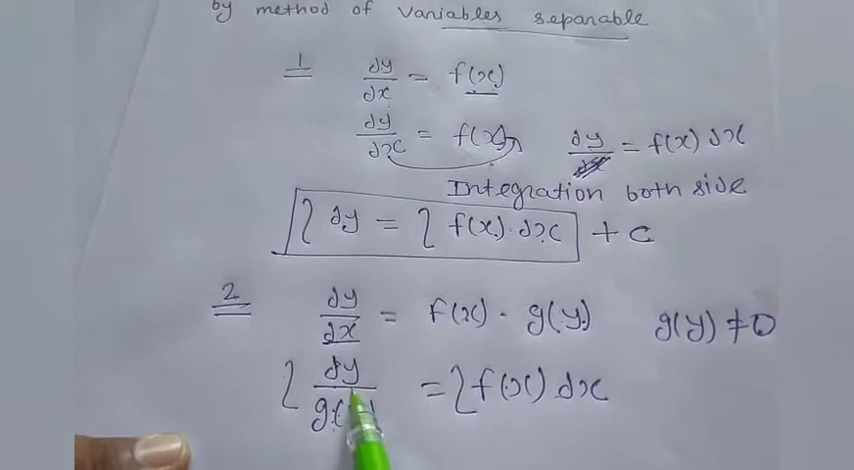 by method of variables separable
1 dy/dx = f(x)
dy/dx = f(x) dy = f(x) dx
Integration both side
∫ dy = ∫ f(x) . dx + c
2 dy/dx = f(x) - g(y) g(y) ≠ 0
∫ dy/g( = ∫ f(x) dx